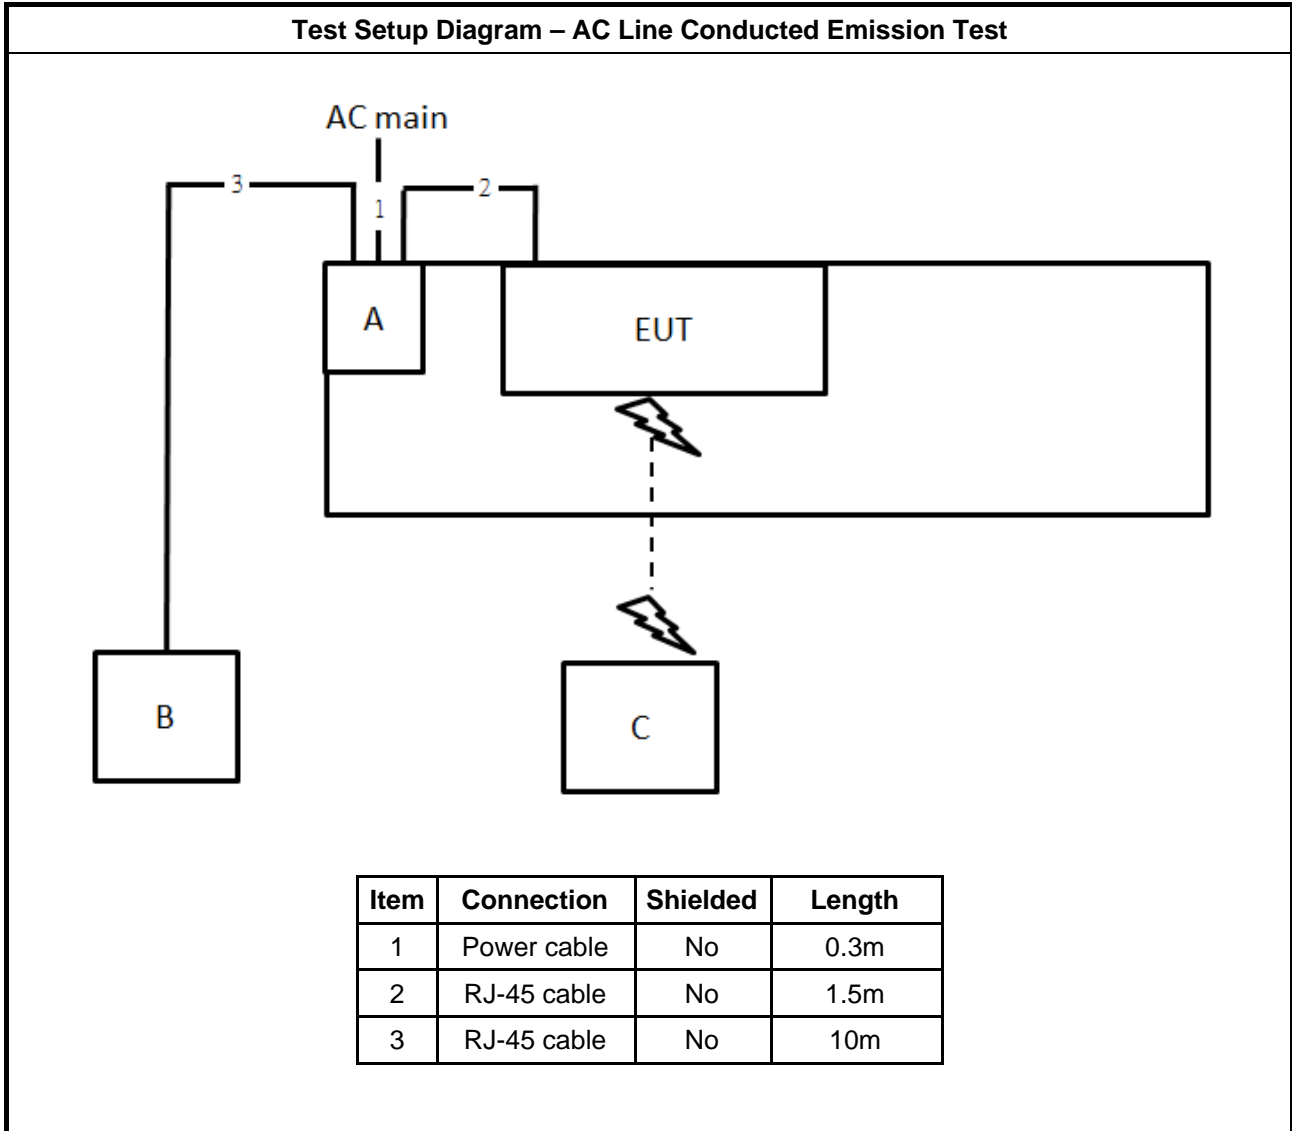 Test Setup Diagram – AC Line Conducted Emission Test
AC main
3
1
2
A
EUT
B
C
Item Connection Shielded Length
1 Power cable No 0.3m
2 RJ-45 cable No 1.5m
3 RJ-45 cable No 10m